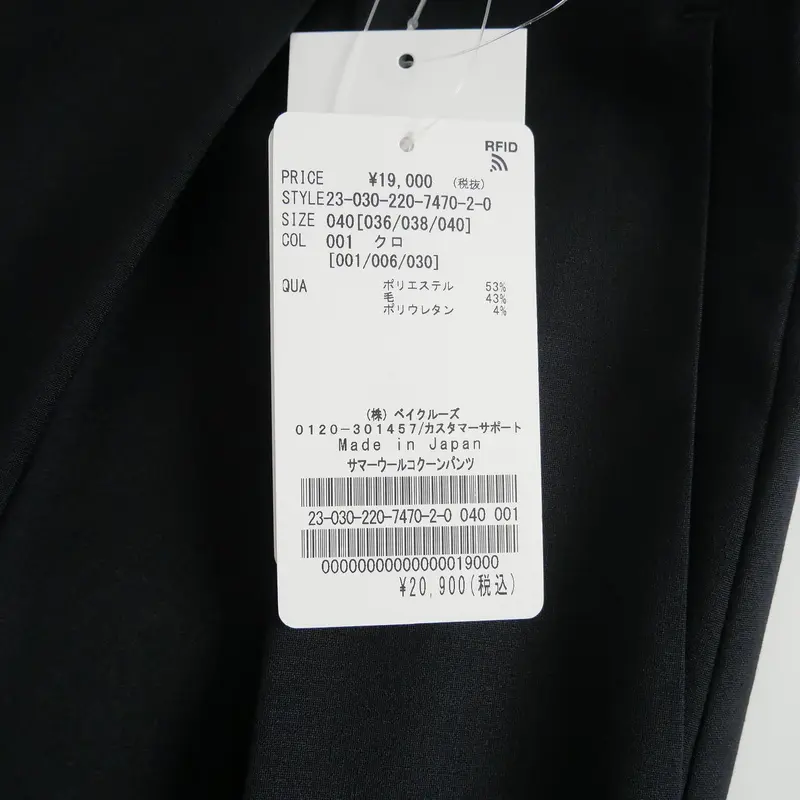 RFID
PRICE ¥19,000 (税抜)
STYLE23-030-220-7470-2-0
SIZE 040[036/038/040]
COL 001 クロ
[001/006/030]
QUA ポリエステル 53%
毛 43%
ポリウレタン 4%
(株) ベイクルーズ
0120-301457/カスタマーサポート
Made in Japan
サマーウールコクーンパンツ
23-030-220-7470-2-0 040 001
00000000000000019000
¥20,900(税込)